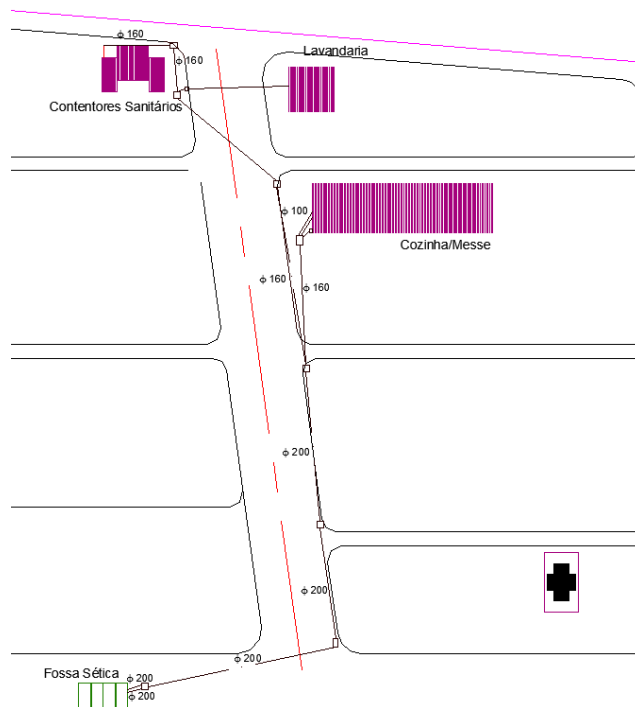 ϕ 160
Lavandaria
ϕ 160
Contentores Sanitários
ϕ 100
Cozinha/Messe
ϕ 160
ϕ 160
ϕ 200
ϕ 200
ϕ 200
Fossa Sética
ϕ 200
ϕ 200